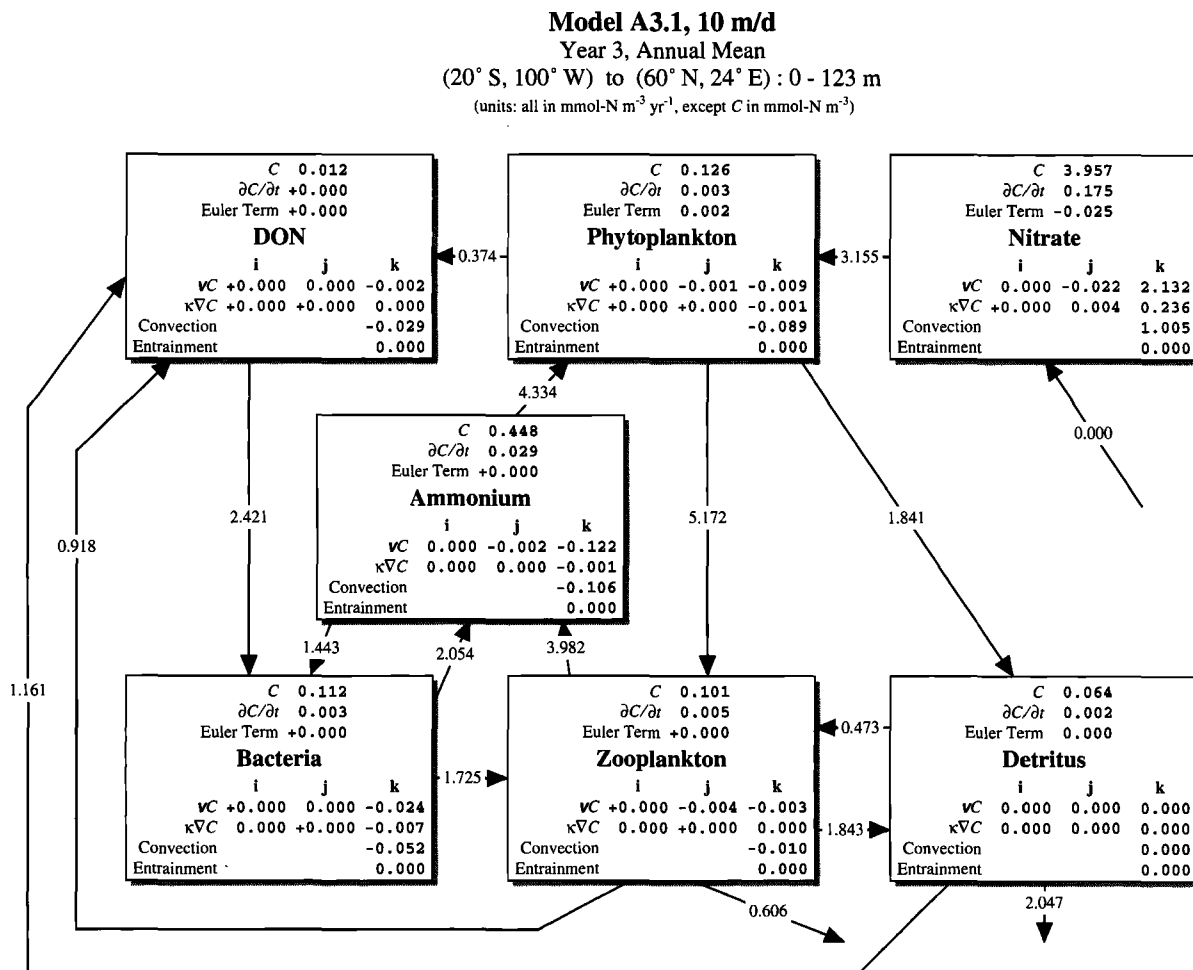 Model A3.1, 10 m/d
Year 3, Annual Mean
(20° S, 100° W) to (60° N, 24° E) : 0 - 123 m
(units: all in mmol-N m⁻³ yr⁻¹, except C in mmol-N m⁻³)
C 0.012
∂C/∂t +0.000
Euler Term +0.000
DON
i j k
vC +0.000 0.000 -0.002
κ∇C +0.000 +0.000 0.000
Convection -0.029
Entrainment 0.000
0.374
C 0.126
∂C/∂t 0.003
Euler Term 0.002
Phytoplankton
i j k
vC +0.000 -0.001 -0.009
κ∇C +0.000 +0.000 -0.001
Convection -0.089
Entrainment 0.000
3.155
C 3.957
∂C/∂t 0.175
Euler Term -0.025
Nitrate
i j k
vC 0.000 -0.022 2.132
κ∇C +0.000 0.004 0.236
Convection 1.005
Entrainment 0.000
4.334
0.000
C 0.448
∂C/∂t 0.029
Euler Term +0.000
Ammonium
i j k
vC 0.000 -0.002 -0.122
κ∇C 0.000 0.000 -0.001
Convection -0.106
Entrainment 0.000
2.421
5.172
1.841
0.918
1.443
2.054
3.982
1.161
C 0.112
∂C/∂t 0.003
Euler Term +0.000
Bacteria
i j k
vC +0.000 0.000 -0.024
κ∇C 0.000 +0.000 -0.007
Convection -0.052
Entrainment 0.000
1.725
C 0.101
∂C/∂t 0.005
Euler Term +0.000
Zooplankton
i j k
vC +0.000 -0.004 -0.003
κ∇C 0.000 +0.000 0.000
Convection -0.010
Entrainment 0.000
0.473
1.843
C 0.064
∂C/∂t 0.002
Euler Term 0.000
Detritus
i j k
vC 0.000 0.000 0.000
κ∇C 0.000 0.000 0.000
Convection 0.000
Entrainment 0.000
0.606
2.047